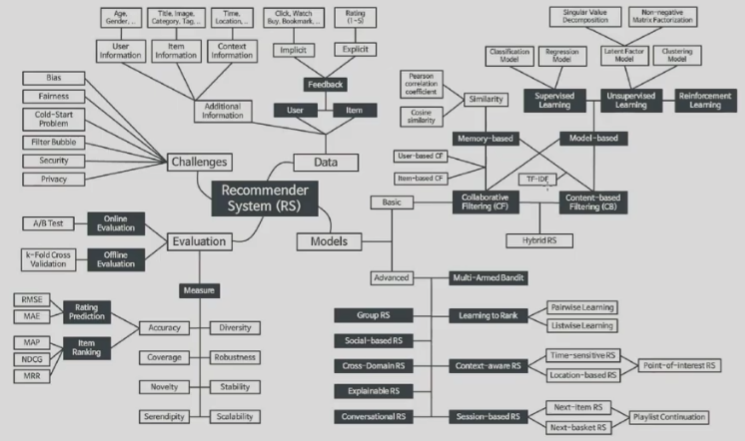 Age,
Gender, ..
Title, Image,
Category, Tag, ..
Time,
Location, ..
Click, Watch
Buy, Bookmark, ..
Rating
(1~5)
User
Information
Item
Information
Context
Information
Implicit
Explicit
Feedback
Additional
Information
User
Item
Data
Bias
Fairness
Cold-Start
Problem
Filter Bubble
Security
Privacy
Challenges
Recommender
System (RS)
Singular Value
Decomposition
Non-negative
Matrix Factorization
Classification
Model
Regression
Model
Latent Factor
Model
Clustering
Model
Pearson
correlation
coefficient
Cosine
similarity
Similarity
Supervised
Learning
Unsupervised
Learning
Reinforcement
Learning
Memory-based
Model-based
User-based CF
Item-based CF
TF-IDF
Basic
Collaborative
Filtering (CF)
Content-based
Filtering (CB)
Hybrid RS
Models
Advanced
Multi-Armed Bandit
Group RS
Learning to Rank
Pairwise Learning
Listwise Learning
Social-based RS
Cross-Domain RS
Context-aware RS
Time-sensitive RS
Location-based RS
Point-of-Interest RS
Explainable RS
Conversational RS
Session-based RS
Next-item RS
Next-basket RS
Playlist Continuation
A/B Test
Online
Evaluation
k-Fold Cross
Validation
Offline
Evaluation
Evaluation
Measure
RMSE
MAE
Rating
Prediction
MAP
NDCG
MRR
Item
Ranking
Accuracy
Diversity
Coverage
Robustness
Novelty
Stability
Serendipity
Scalability